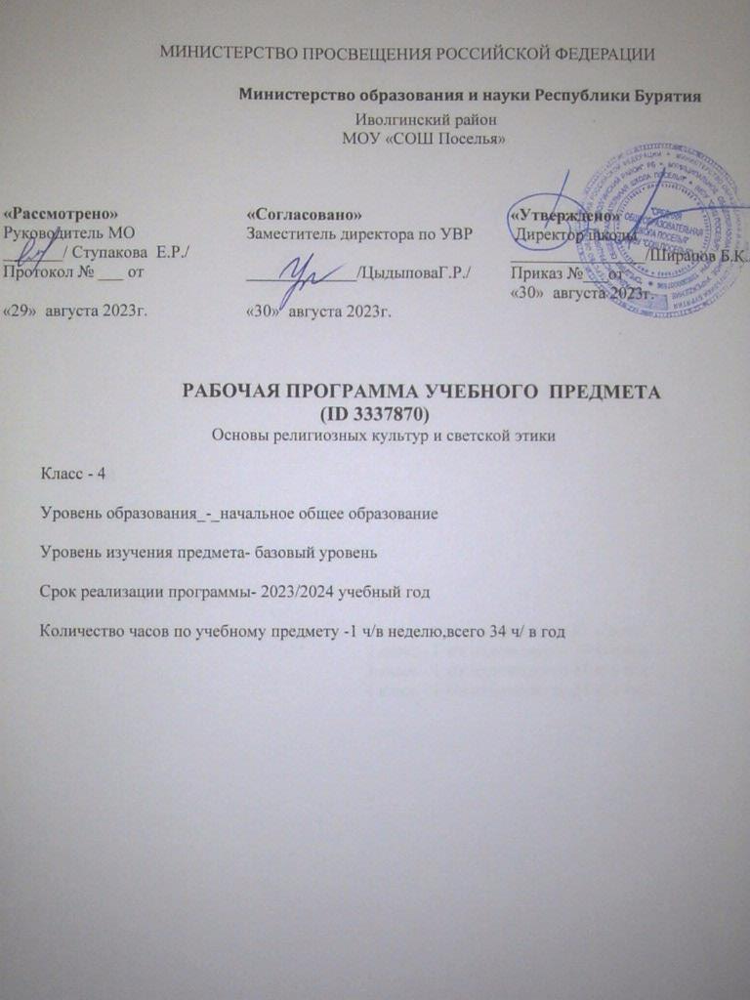 МИНИСТЕРСТВО ПРОСВЕЩЕНИЯ РОССИЙСКОЙ ФЕДЕРАЦИИ
Министерство образования и науки Республики Бурятия
Иволгинский район
МОУ «СОШ Поселья»
«Рассмотрено»
Руководитель МО
_______/ Ступакова Е.Р./
Протокол № ___ от
«29» августа 2023г.
«Согласовано»
Заместитель директора по УВР
_____________/ЦыдыповаГ.Р./
«30» августа 2023г.
«Утверждено»
Директор школы
________________/Ширапов Б.К.
Приказ №___ от
«30» августа 2023г.
РАБОЧАЯ ПРОГРАММА УЧЕБНОГО ПРЕДМЕТА
(ID 3337870)
Основы религиозных культур и светской этики
Класс - 4
Уровень образования_-_начальное общее образование
Уровень изучения предмета- базовый уровень
Срок реализации программы- 2023/2024 учебный год
Количество часов по учебному предмету -1 ч/в неделю,всего 34 ч/ в год